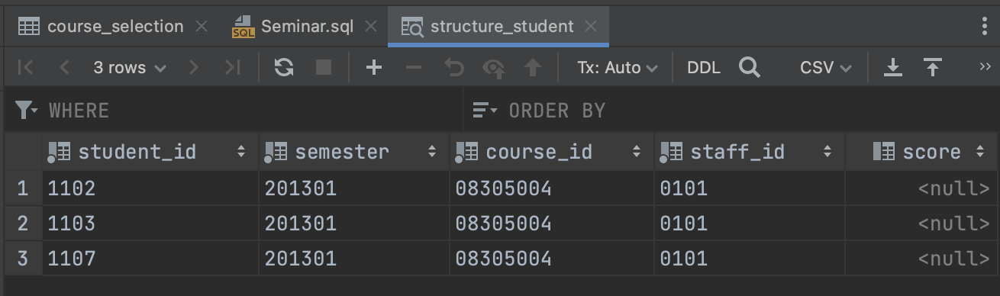 course_selection SQL Seminar.sql structure_student
3 rows Tx: Auto DDL CSV
WHERE ORDER BY
student_id semester course_id staff_id score
1 1102 201301 08305004 0101 <null>
2 1103 201301 08305004 0101 <null>
3 1107 201301 08305004 0101 <null>